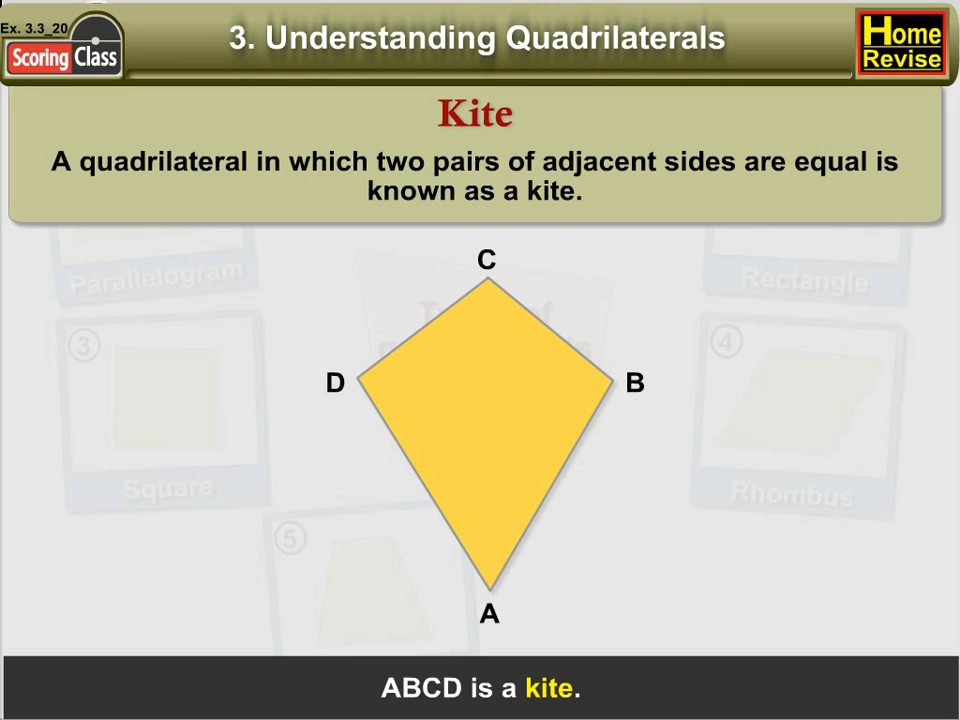 Ex. 3.3_20
Scoring Class
3. Understanding Quadrilaterals
Home
Revise
Kite
A quadrilateral in which two pairs of adjacent sides are equal is
known as a kite.
Parallelogram
Rectangle
C
3
4
D
B
Square
Rhombus
5
A
ABCD is a kite.